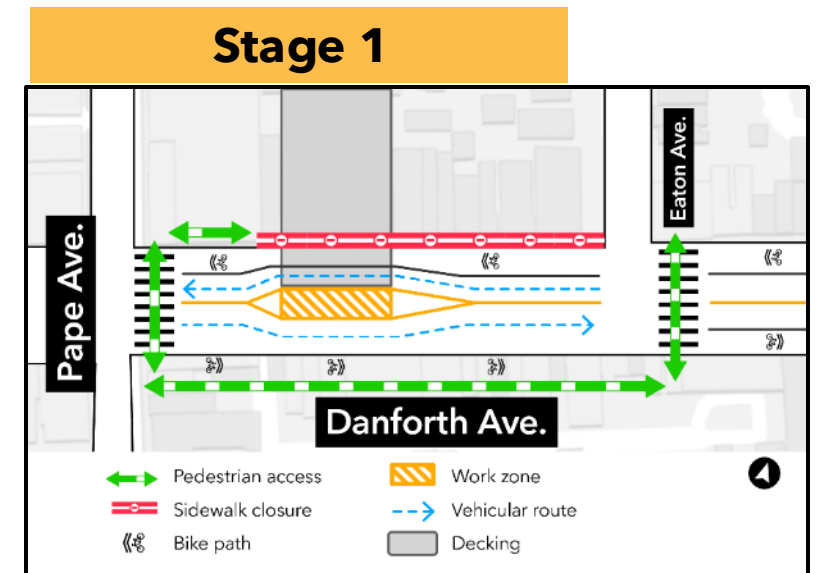 Stage 1
Eaton Ave.
Pape Ave.
Danforth Ave.
Pedestrian access
Work zone
Sidewalk closure
Vehicular route
Bike path
Decking